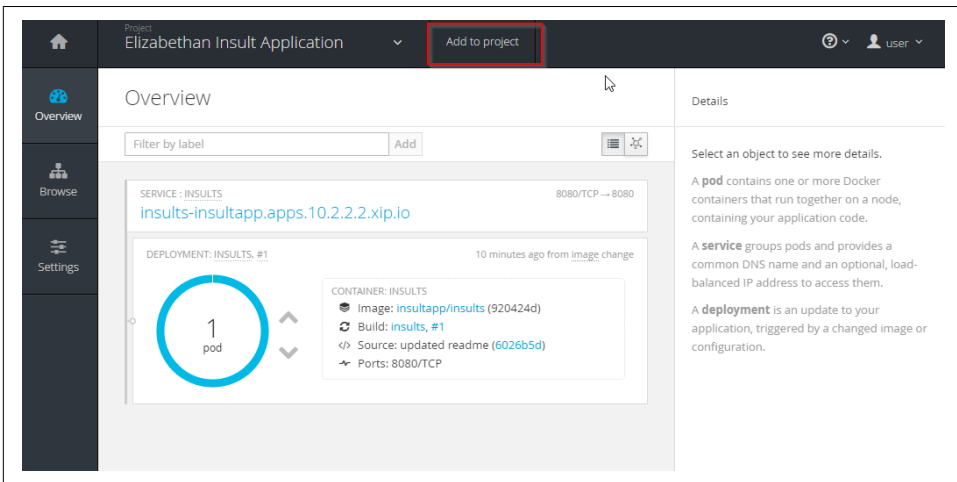 Project
Elizabethan Insult Application
Add to project
user
Overview
Browse
Settings
Overview
Filter by label
Add
SERVICE : INSULTS
8080/TCP → 8080
insults-insultapp.apps.10.2.2.2.xip.io
DEPLOYMENT: INSULTS, #1
10 minutes ago from image change
1
pod
CONTAINER: INSULTS
Image: insultapp/insults (920424d)
Build: insults, #1
Source: updated readme (6026b5d)
Ports: 8080/TCP
Details
Select an object to see more details.
A pod contains one or more Docker
containers that run together on a node,
containing your application code.
A service groups pods and provides a
common DNS name and an optional, load-
balanced IP address to access them.
A deployment is an update to your
application, triggered by a changed image or
configuration.